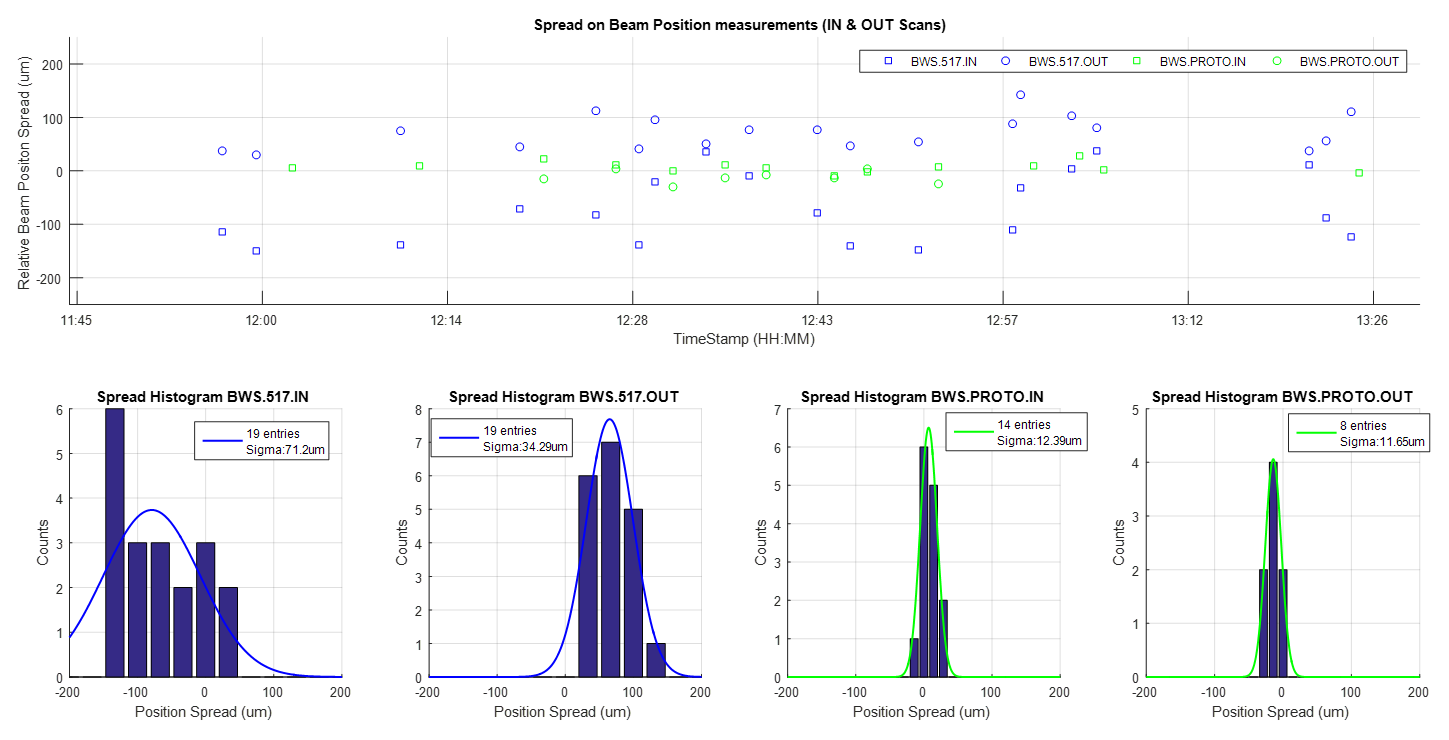 Spread on Beam Position measurements (IN & OUT Scans)
BWS.517.IN BWS.517.OUT BWS.PROTO.IN BWS.PROTO.OUT
Relative Beam Positon Spread (um)
200
100
0
-100
-200
11:45 12:00 12:14 12:28 12:43 12:57 13:12 13:26
TimeStamp (HH:MM)
Spread Histogram BWS.517.IN
19 entries
Sigma:71.2um
Counts
6
5
4
3
2
1
0
-200 -100 0 100 200
Position Spread (um)
Spread Histogram BWS.517.OUT
19 entries
Sigma:34.29um
Counts
8
7
6
5
4
3
2
1
0
-200 -100 0 100 200
Position Spread (um)
Spread Histogram BWS.PROTO.IN
14 entries
Sigma:12.39um
Counts
7
6
5
4
3
2
1
0
-200 -100 0 100 200
Position Spread (um)
Spread Histogram BWS.PROTO.OUT
8 entries
Sigma:11.65um
Counts
5
4
3
2
1
0
-200 -100 0 100 200
Position Spread (um)